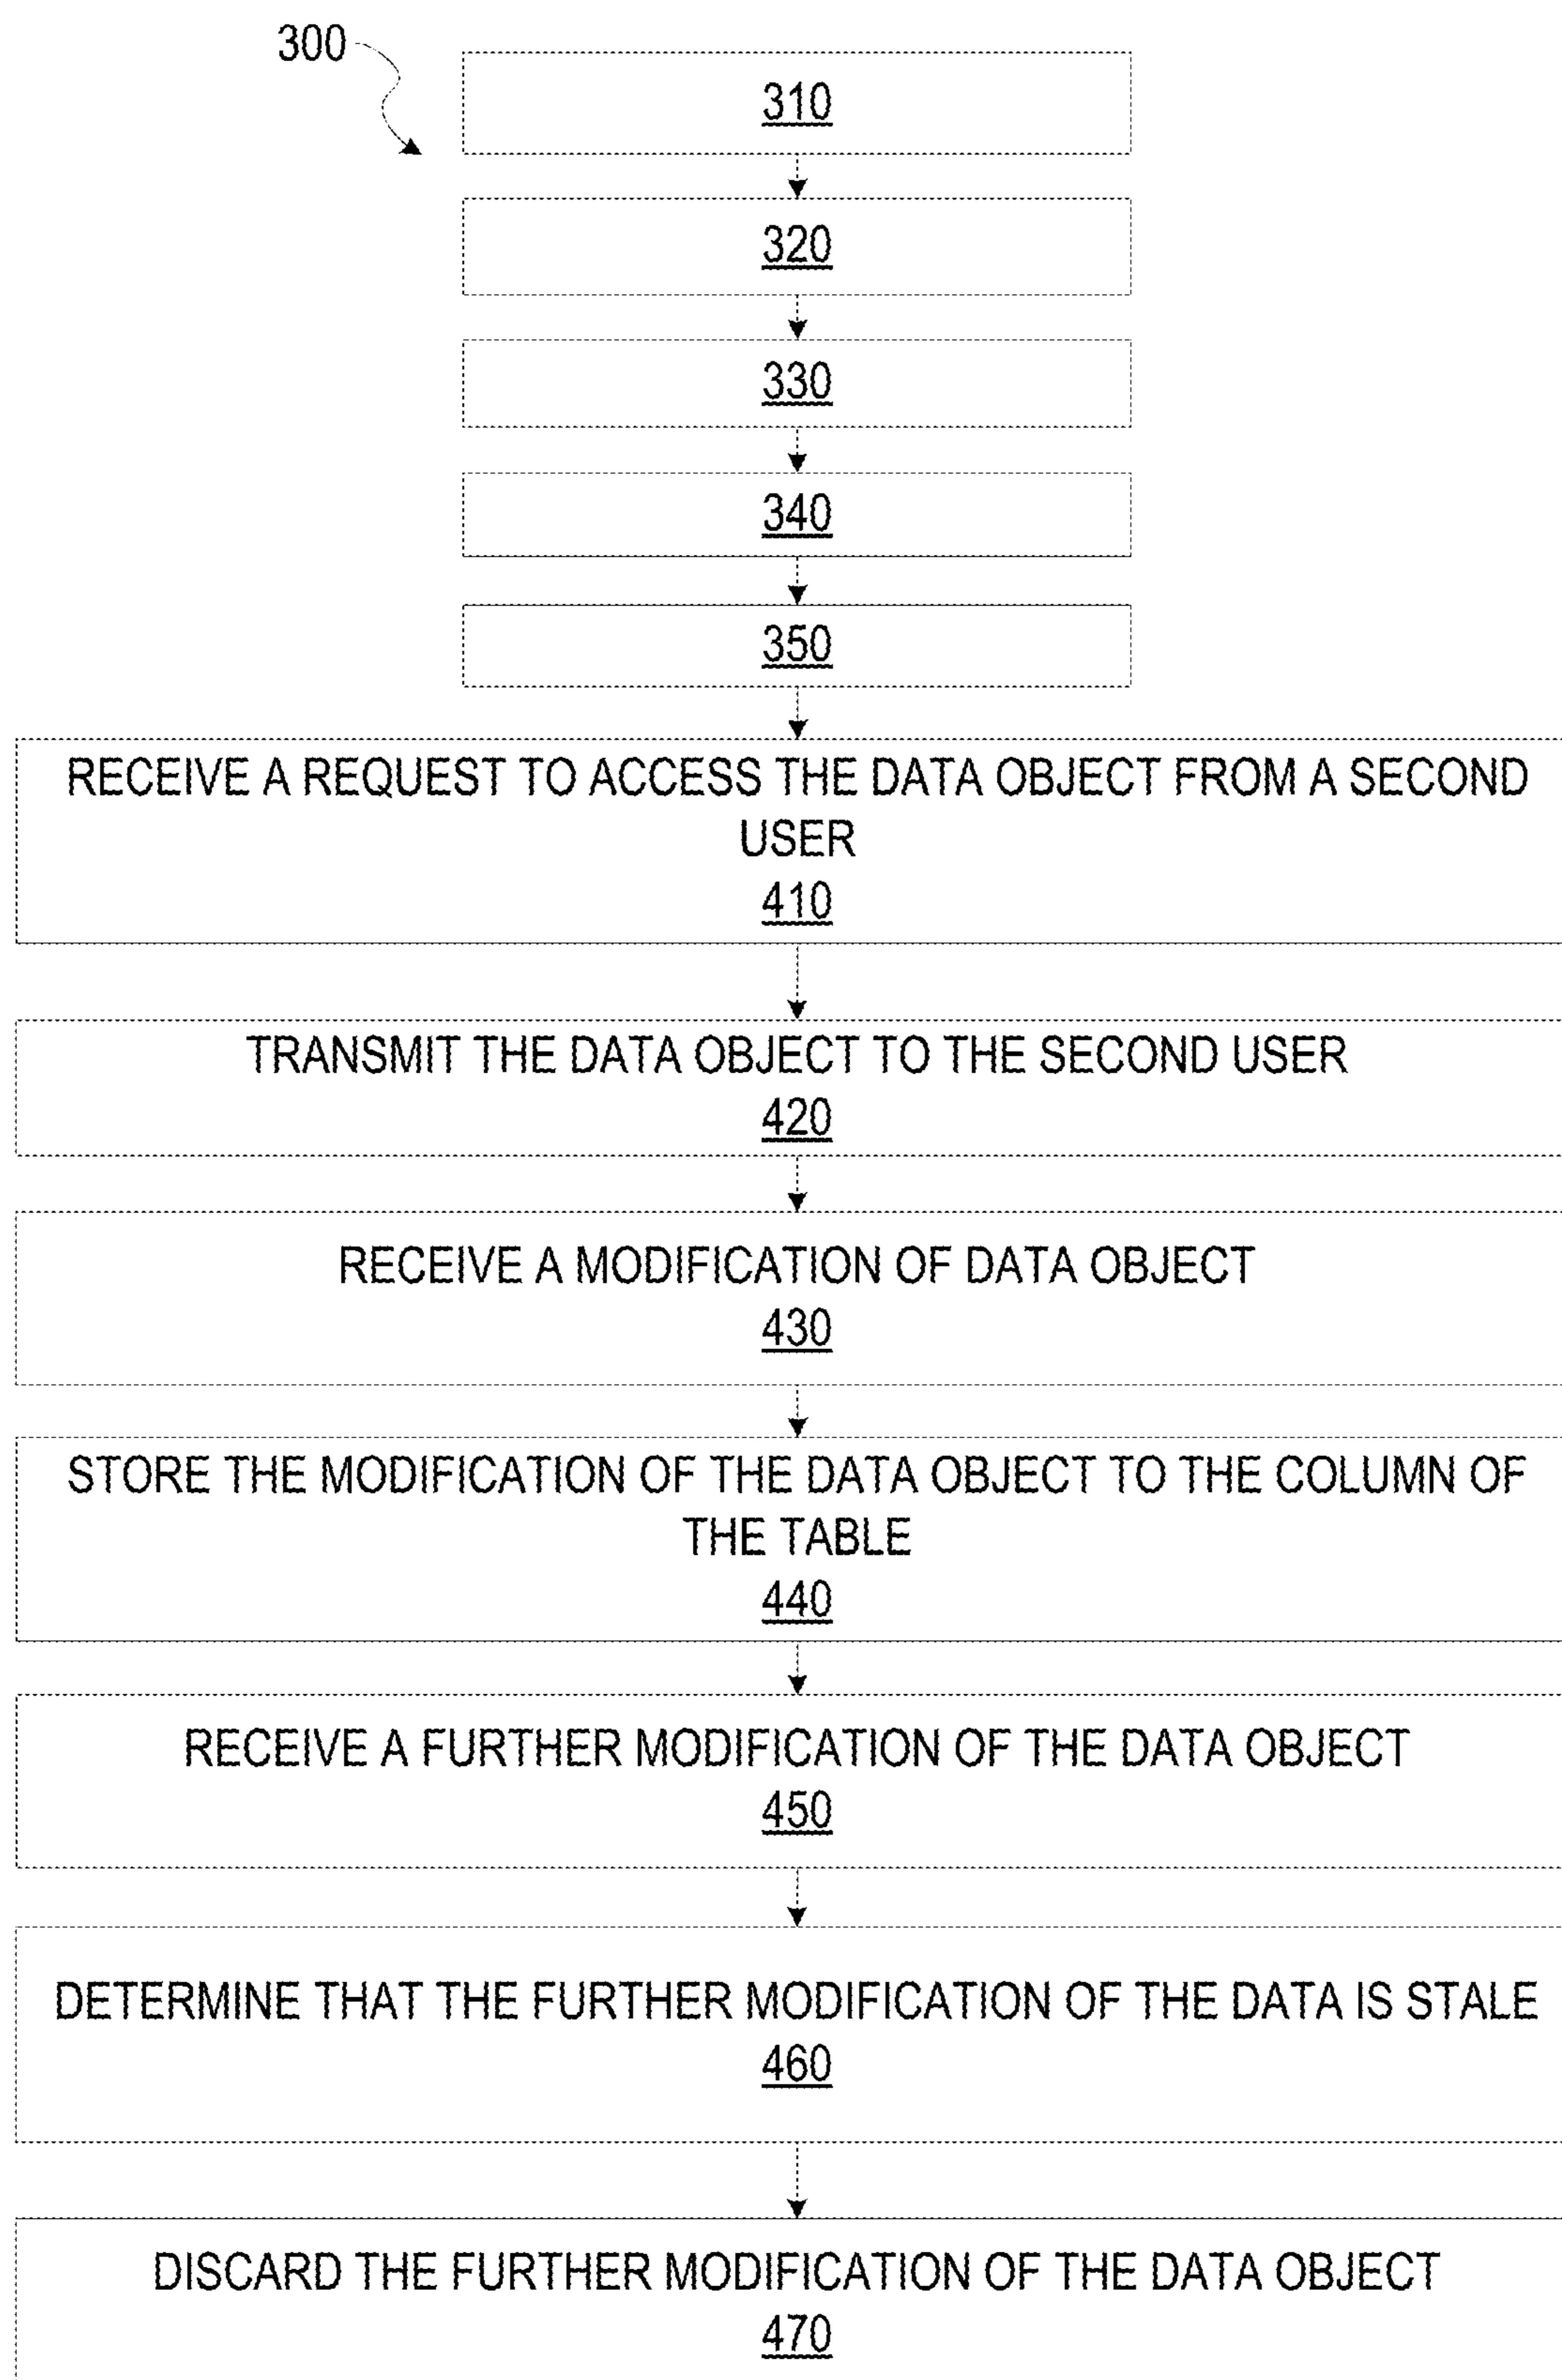 300
310
320
330
340
350
RECEIVE A REQUEST TO ACCESS THE DATA OBJECT FROM A SECOND
USER
410
TRANSMIT THE DATA OBJECT TO THE SECOND USER
420
RECEIVE A MODIFICATION OF DATA OBJECT
430
STORE THE MODIFICATION OF THE DATA OBJECT TO THE COLUMN OF
THE TABLE
440
RECEIVE A FURTHER MODIFICATION OF THE DATA OBJECT
450
DETERMINE THAT THE FURTHER MODIFICATION OF THE DATA IS STALE
460
DISCARD THE FURTHER MODIFICATION OF THE DATA OBJECT
470